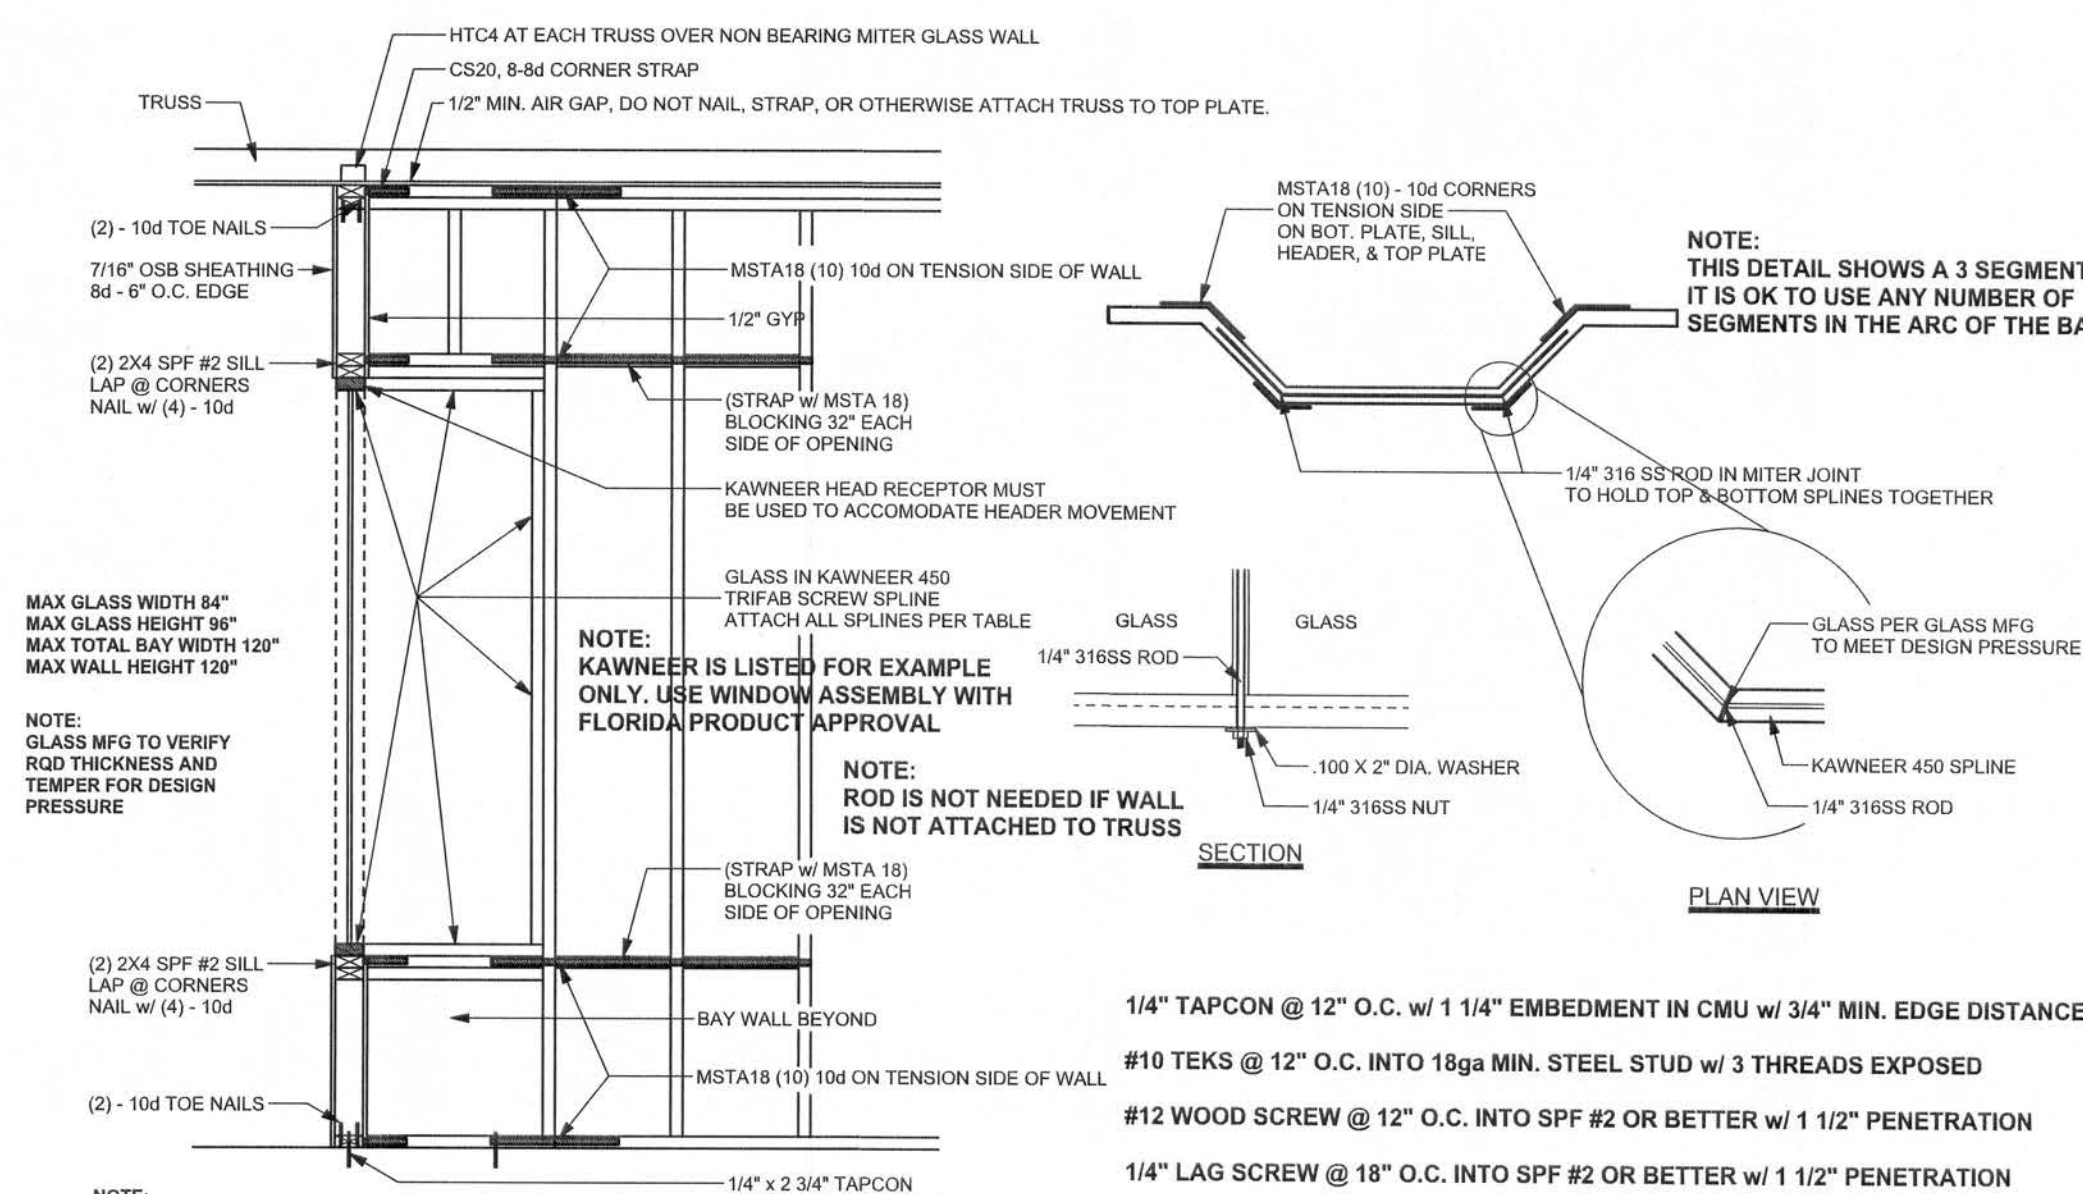 HTC4 AT EACH TRUSS OVER NON BEARING MITER GLASS WALL
CS20, 8-8d CORNER STRAP
TRUSS
1/2" MIN. AIR GAP, DO NOT NAIL, STRAP, OR OTHERWISE ATTACH TRUSS TO TOP PLATE.
(2) - 10d TOE NAILS
7/16" OSB SHEATHING
8d - 6" O.C. EDGE
MSTA18 (10) 10d ON TENSION SIDE OF WALL
1/2" GYP
(2) 2X4 SPF #2 SILL
LAP @ CORNERS
NAIL w/ (4) - 10d
(STRAP w/ MSTA 18)
BLOCKING 32" EACH
SIDE OF OPENING
KAWNEER HEAD RECEPTOR MUST
BE USED TO ACCOMODATE HEADER MOVEMENT
GLASS IN KAWNEER 450
TRIFAB SCREW SPLINE
ATTACH ALL SPLINES PER TABLE
MAX GLASS WIDTH 84"
MAX GLASS HEIGHT 96"
MAX TOTAL BAY WIDTH 120"
MAX WALL HEIGHT 120"
NOTE:
KAWNEER IS LISTED FOR EXAMPLE
ONLY. USE WINDOW ASSEMBLY WITH
FLORIDA PRODUCT APPROVAL
NOTE:
GLASS MFG TO VERIFY
RQD THICKNESS AND
TEMPER FOR DESIGN
PRESSURE
NOTE:
ROD IS NOT NEEDED IF WALL
IS NOT ATTACHED TO TRUSS
(STRAP w/ MSTA 18)
BLOCKING 32" EACH
SIDE OF OPENING
(2) 2X4 SPF #2 SILL
LAP @ CORNERS
NAIL w/ (4) - 10d
BAY WALL BEYOND
MSTA18 (10) 10d ON TENSION SIDE OF WALL
(2) - 10d TOE NAILS
1/4" x 2 3/4" TAPCON
NOTE:
MSTA18 (10) - 10d CORNERS
ON TENSION SIDE
ON BOT. PLATE, SILL,
HEADER, & TOP PLATE
NOTE:
THIS DETAIL SHOWS A 3 SEGMENT
IT IS OK TO USE ANY NUMBER OF
SEGMENTS IN THE ARC OF THE BA
1/4" 316 SS ROD IN MITER JOINT
TO HOLD TOP & BOTTOM SPLINES TOGETHER
GLASS
GLASS
1/4" 316SS ROD
.100 X 2" DIA. WASHER
1/4" 316SS NUT
SECTION
GLASS PER GLASS MFG
TO MEET DESIGN PRESSURE
KAWNEER 450 SPLINE
1/4" 316SS ROD
PLAN VIEW
1/4" TAPCON @ 12" O.C. w/ 1 1/4" EMBEDMENT IN CMU w/ 3/4" MIN. EDGE DISTANCE
#10 TEKS @ 12" O.C. INTO 18ga MIN. STEEL STUD w/ 3 THREADS EXPOSED
#12 WOOD SCREW @ 12" O.C. INTO SPF #2 OR BETTER w/ 1 1/2" PENETRATION
1/4" LAG SCREW @ 18" O.C. INTO SPF #2 OR BETTER w/ 1 1/2" PENETRATION